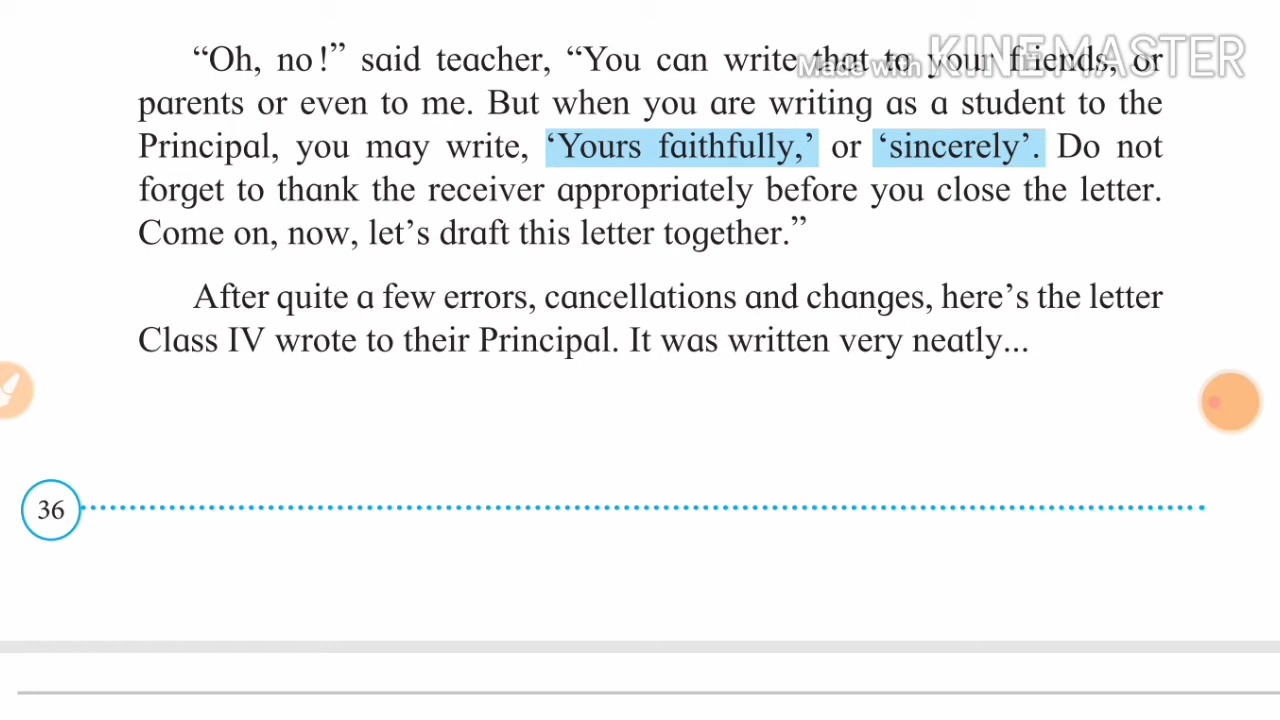 “Oh, no!” said teacher, “You can write that to your friends, or
Made with KINEMASTER
parents or even to me. But when you are writing as a student to the
Principal, you may write, ‘Yours faithfully,’ or ‘sincerely’. Do not
forget to thank the receiver appropriately before you close the letter.
Come on, now, let’s draft this letter together.”
After quite a few errors, cancellations and changes, here’s the letter
Class IV wrote to their Principal. It was written very neatly...
36